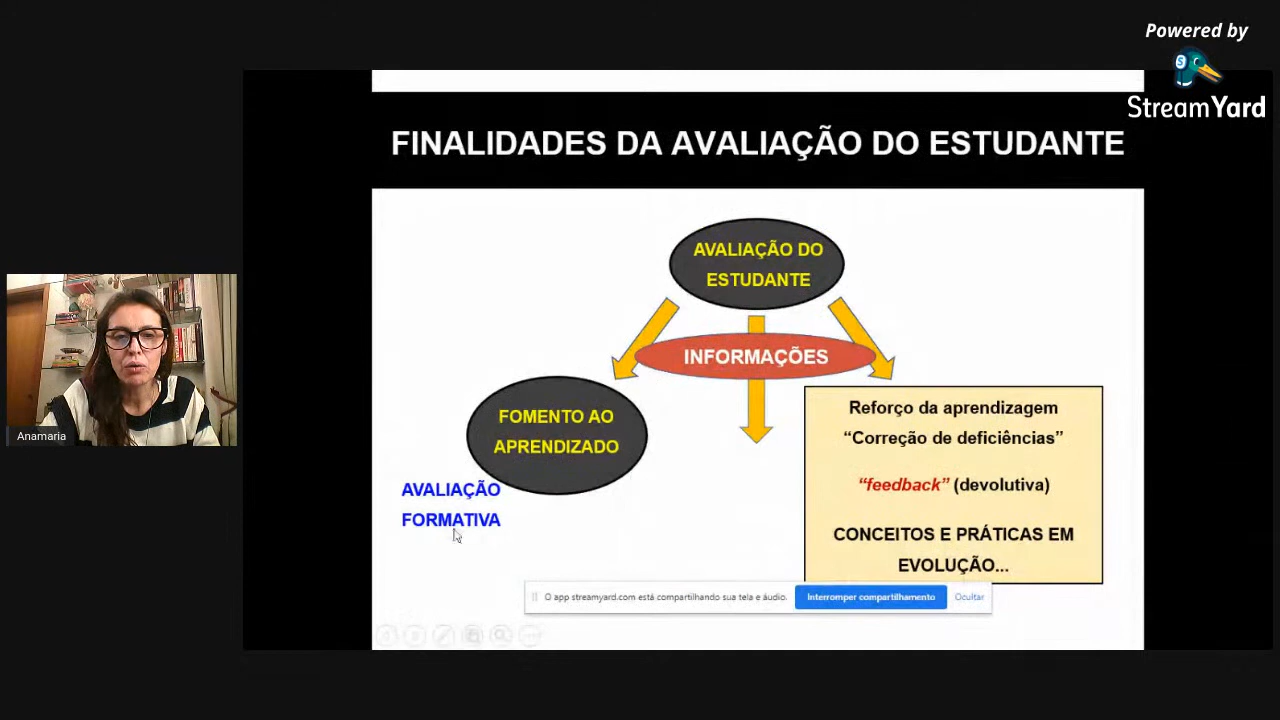 Powered by
StreamYard
FINALIDADES DA AVALIAÇÃO DO ESTUDANTE
AVALIAÇÃO DO
ESTUDANTE
INFORMAÇÕES
FOMENTO AO
APRENDIZADO
AVALIAÇÃO
FORMATIVA
Reforço da aprendizagem
“Correção de deficiências”
“feedback” (devolutiva)
CONCEITOS E PRÁTICAS EM
EVOLUÇÃO...
O app streamyard.com está compartilhando sua tela e áudio.
Interromper compartilhamento
Ocultar
Anamaria